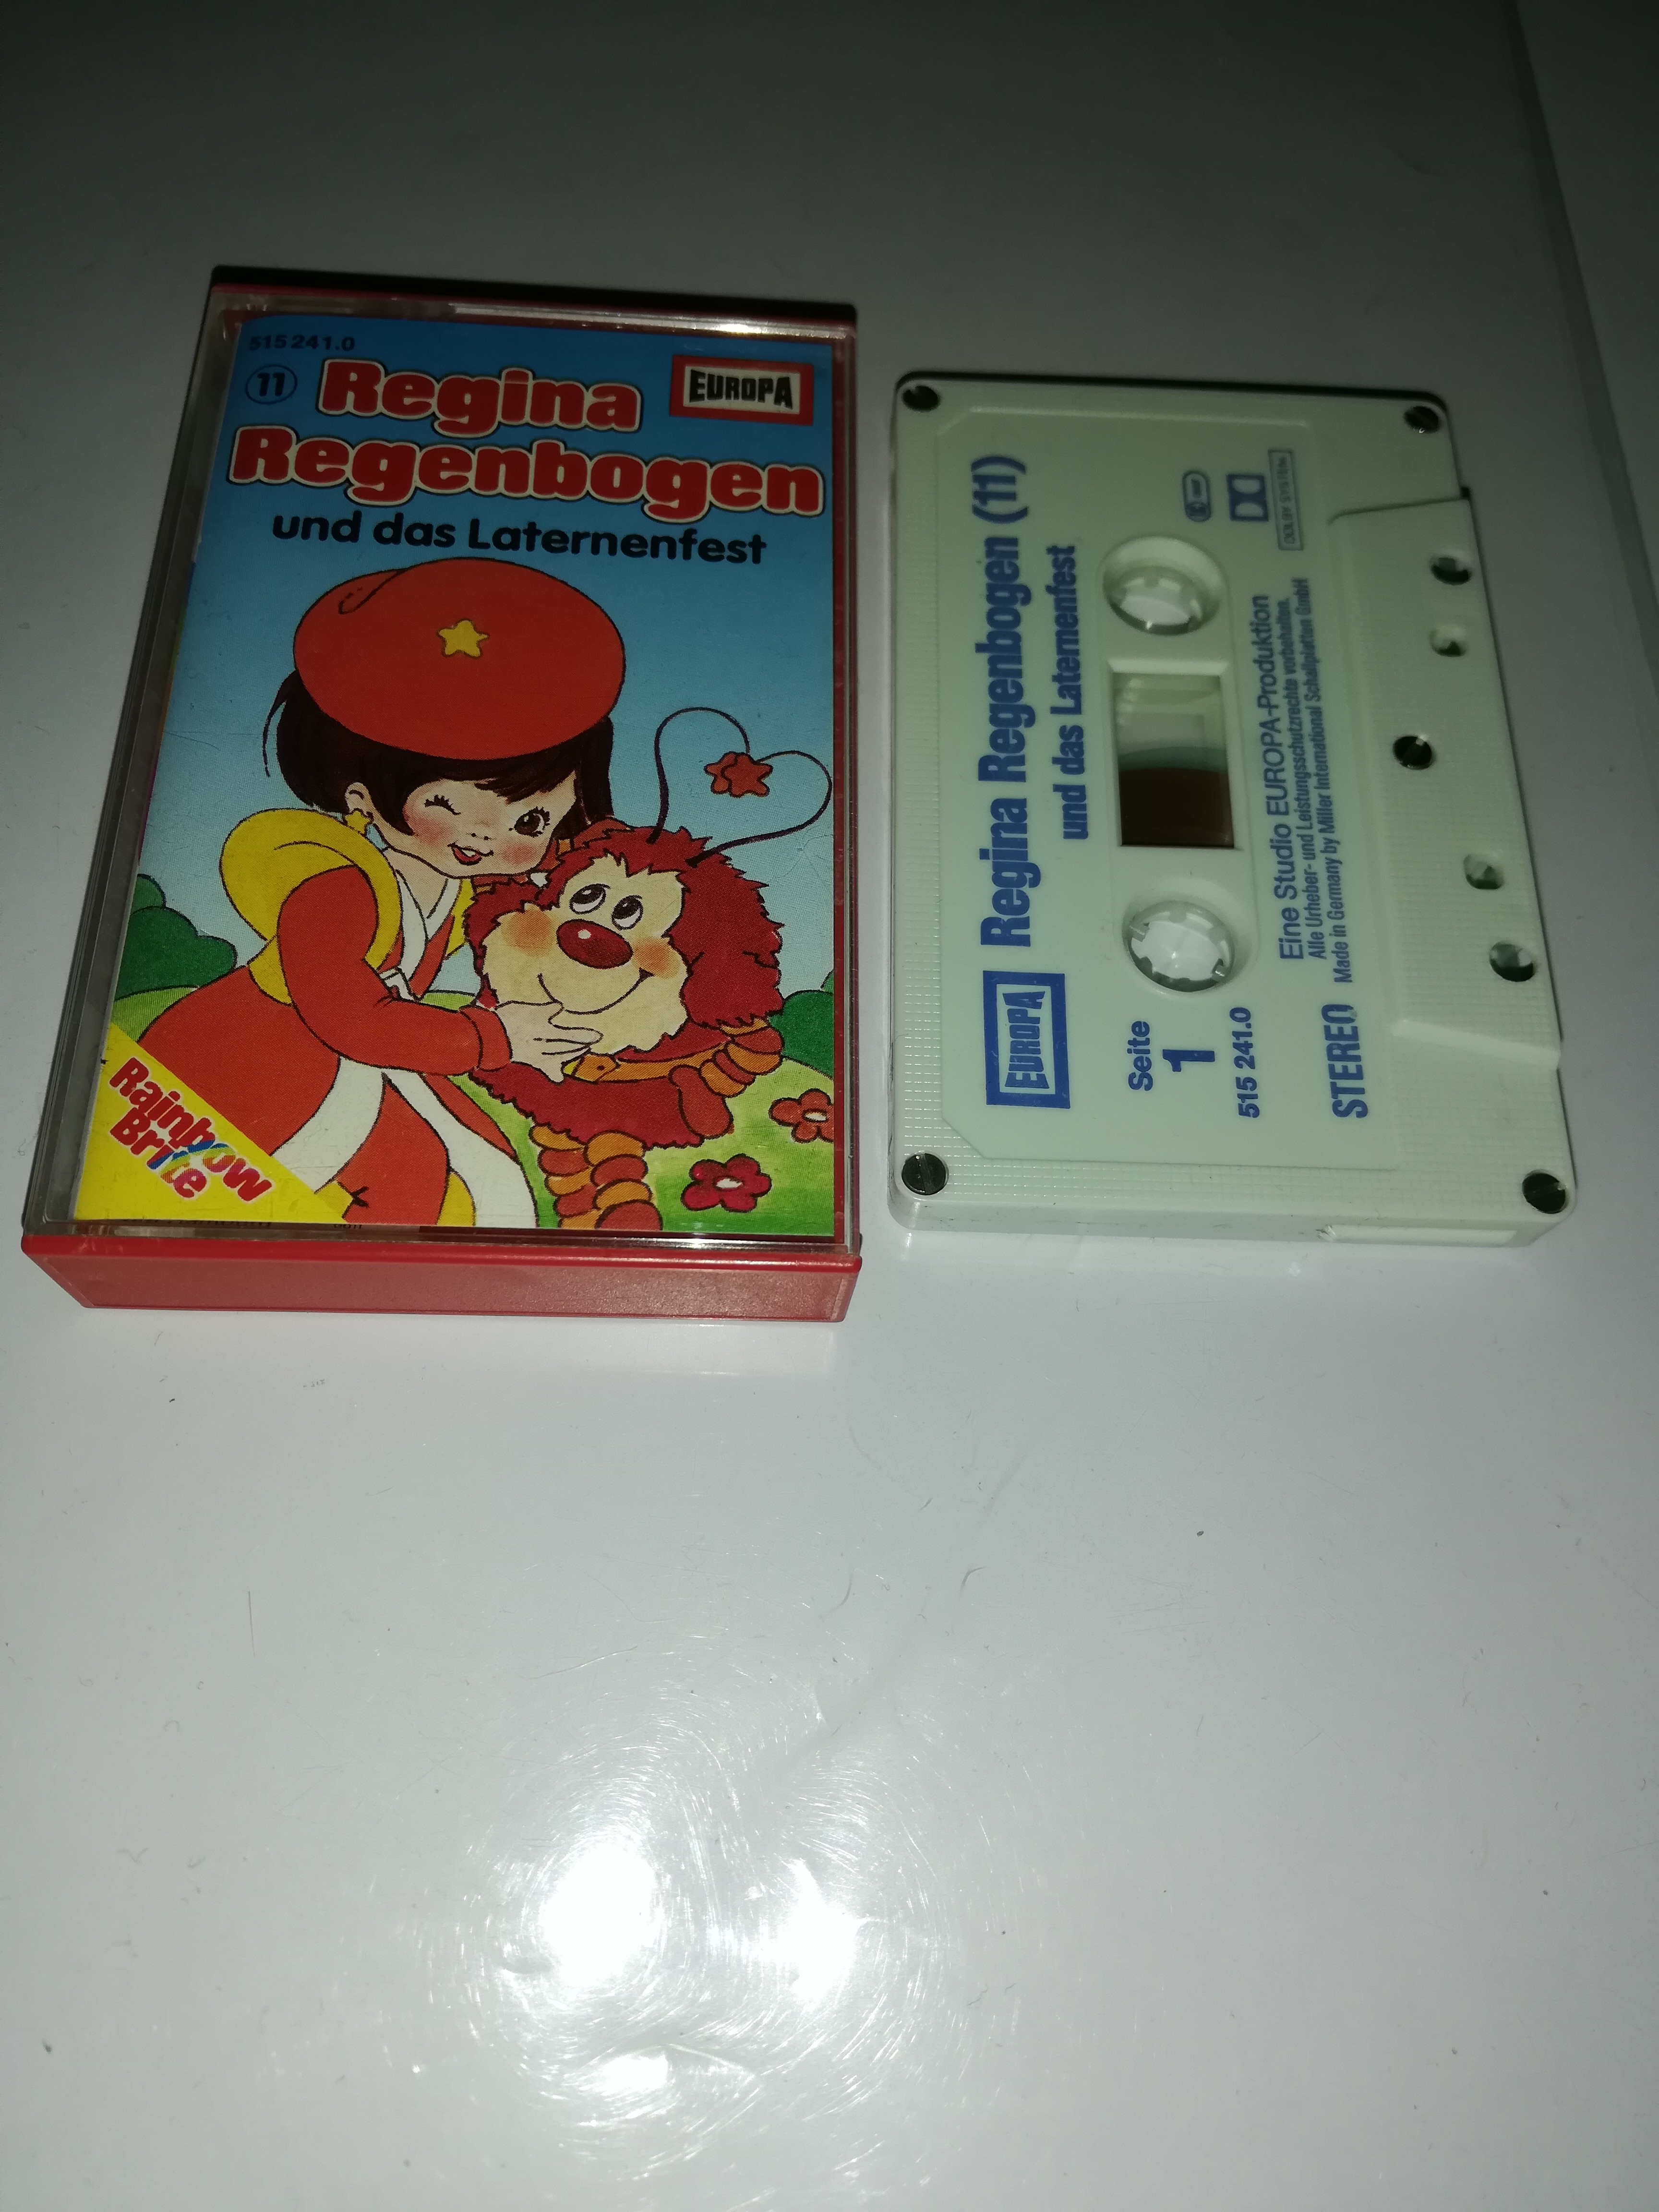 515 241.0
11
Regina
EUROPA
Regenbogen
und das Laternenfest
Rainbow
Brite
EUROPA
Regina Regenbogen (11)
und das Laternenfest
Seite
1
515 241.0
DOLBY SYSTEM
STEREO
Eine Studio EUROPA-Produktion
Alle Urheber- und Leistungsschutzrechte vorbehalten.
Made in Germany by Miller International Schallplatten GmbH